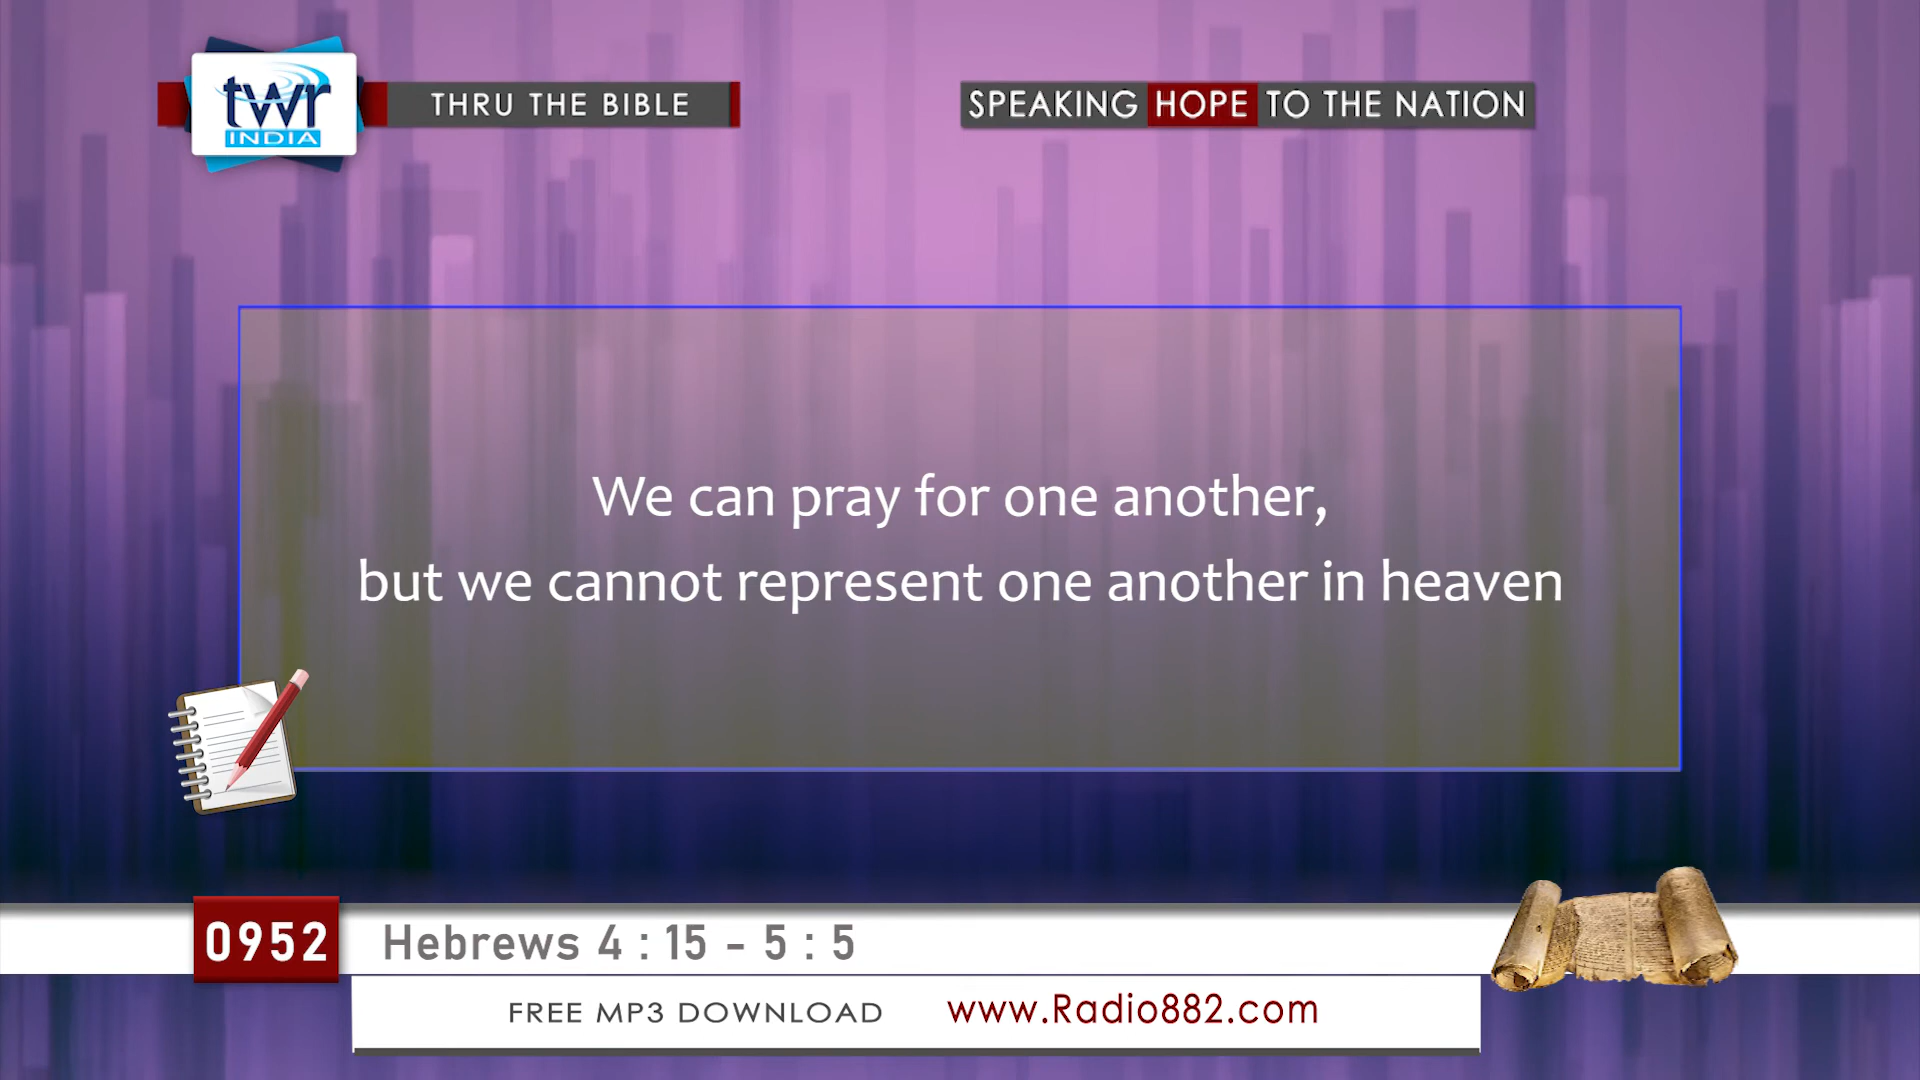 twr
INDIA
THRU THE BIBLE
SPEAKING HOPE TO THE NATION
We can pray for one another,
but we cannot represent one another in heaven
0952
Hebrews 4 : 15 - 5 : 5
FREE MP3 DOWNLOAD www.Radio882.com